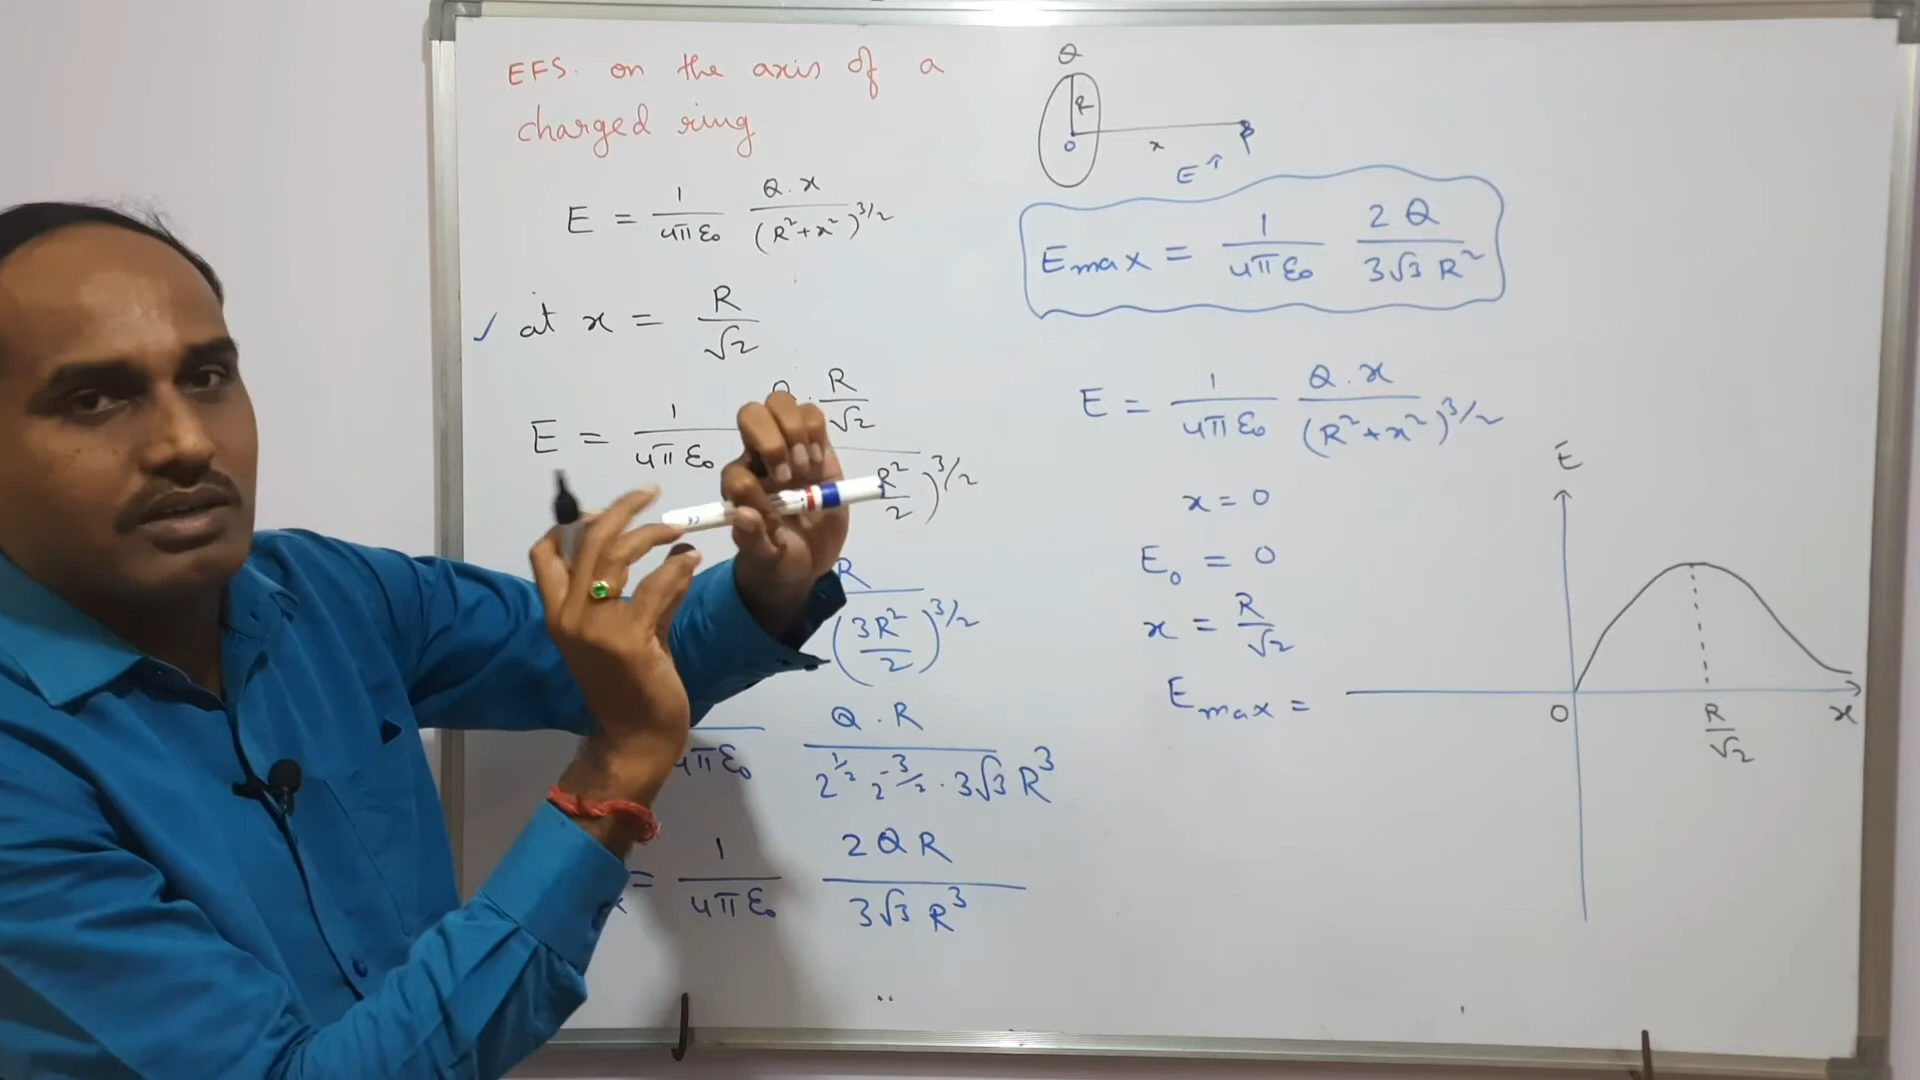 EFS. on the axis of a
charged ring
E = 1/4πε₀ Q.x/(R²+x²)^3/2
✓ at x = R/√2
E = 1/4πε₀ Q. R/√2
R²/2)^3/2
R
(3R²/2)^3/2
4πε₀ Q.R/2^1/2 2^-3/2 . 3√3 R³
= 1/4πε₀ 2QR/3√3 R³
Q
R
O
x
P
E↑
Emax = 1/4πε₀ 2Q/3√3 R²
E = 1/4πε₀ Q.x/(R²+x²)^3/2
x = 0
E₀ = 0
x = R/√2
Emax =
E
O
R/√2
x